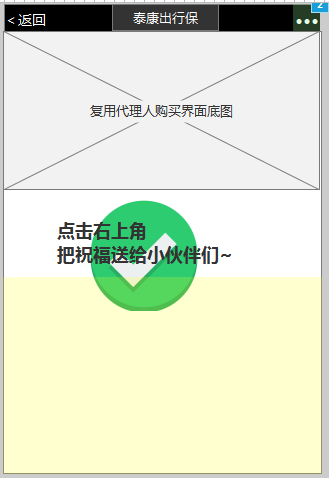 2
< 返回
泰康出行保
复用代理人购买界面底图
点击右上角
把祝福送给小伙伴们~